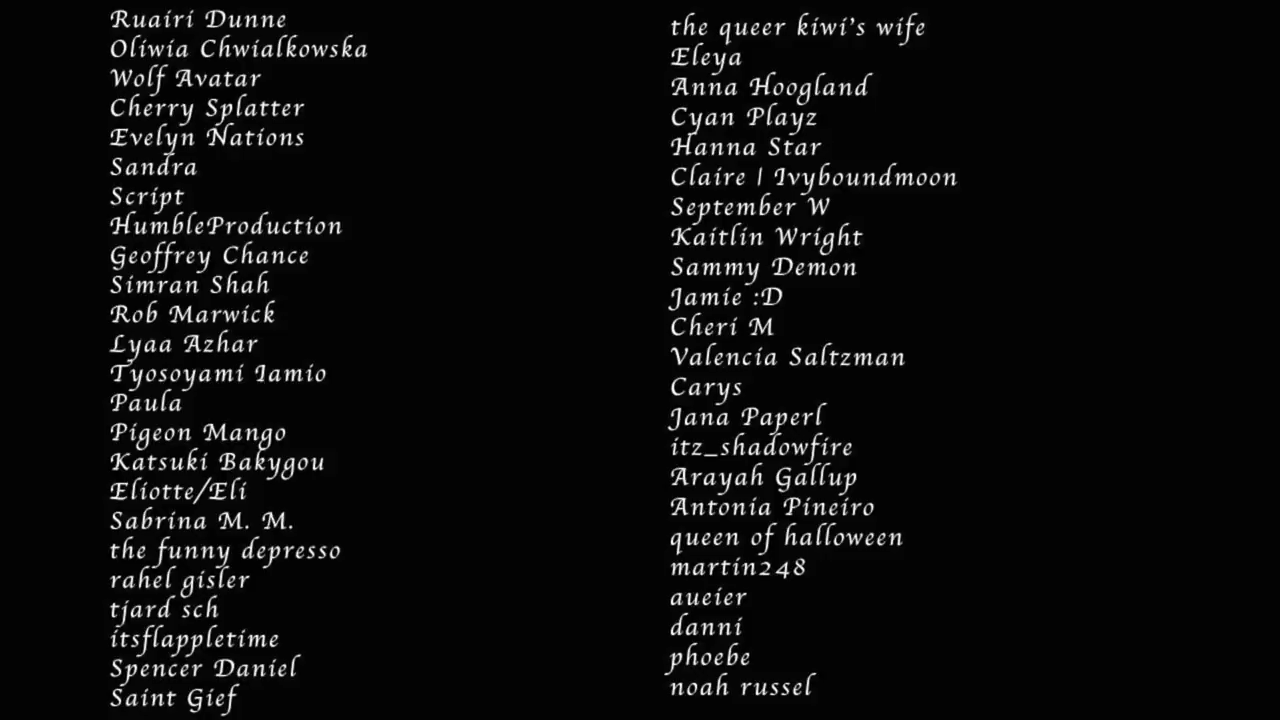 Ruairi Dunne
Oliwia Chwialkowska
Wolf Avatar
Cherry Splatter
Evelyn Nations
Sandra
Script
HumbleProduction
Geoffrey Chance
Simran Shah
Rob Marwick
Lyaa Azhar
Tyosoyami Iamio
Paula
Pigeon Mango
Katsuki Bakygou
Eliotte/Eli
Sabrina M. M.
the funny depresso
rahel gisler
tjard sch
itsflappletime
Spencer Daniel
Saint Gief
the queer kiwi's wife
Eleya
Anna Hoogland
Cyan Playz
Hanna Star
Claire | Ivyboundmoon
September W
Kaitlin Wright
Sammy Demon
Jamie :D
Cheri M
Valencia Saltzman
Carys
Jana Paperl
itz_shadowfire
Arayah Gallup
Antonia Pineiro
queen of halloween
martin248
aueier
danni
phoebe
noah russel